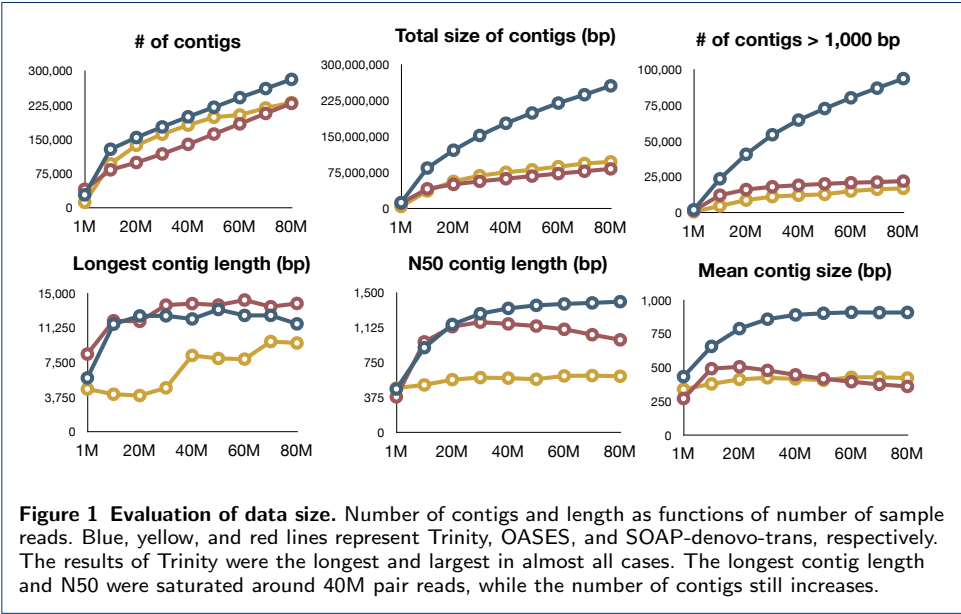 # of contigs
300,000
225,000
150,000
75,000
0
1M 20M 40M 60M 80M
Total size of contigs (bp)
300,000,000
225,000,000
150,000,000
75,000,000
0
1M 20M 40M 60M 80M
# of contigs > 1,000 bp
100,000
75,000
50,000
25,000
0
1M 20M 40M 60M 80M
Longest contig length (bp)
15,000
11,250
7,500
3,750
0
1M 20M 40M 60M 80M
N50 contig length (bp)
1,500
1,125
750
375
0
1M 20M 40M 60M 80M
Mean contig size (bp)
1,000
750
500
250
0
1M 20M 40M 60M 80M
Figure 1 Evaluation of data size. Number of contigs and length as functions of number of sample
reads. Blue, yellow, and red lines represent Trinity, OASES, and SOAP-denovo-trans, respectively.
The results of Trinity were the longest and largest in almost all cases. The longest contig length
and N50 were saturated around 40M pair reads, while the number of contigs still increases.